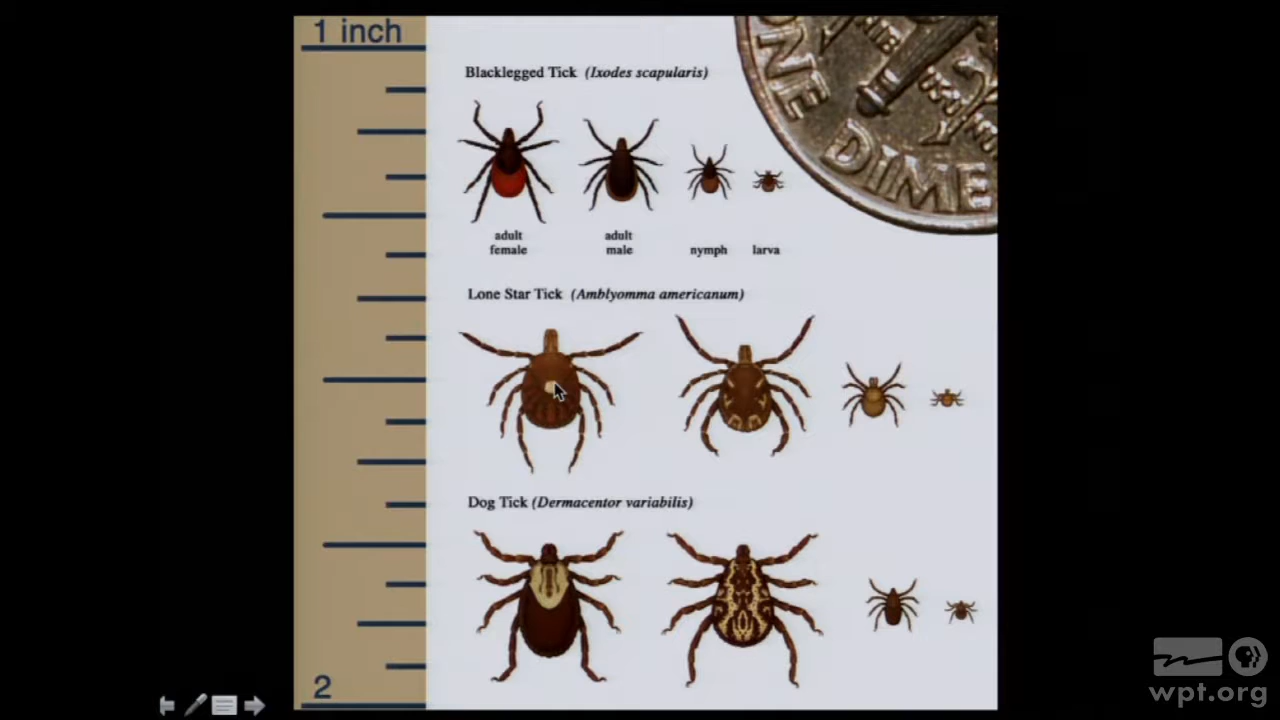 1 inch
Blacklegged Tick (Ixodes scapularis)
ONE DIME
adult female
adult male
nymph
larva
Lone Star Tick (Amblyomma americanum)
Dog Tick (Dermacentor variabilis)
2
wpt.org